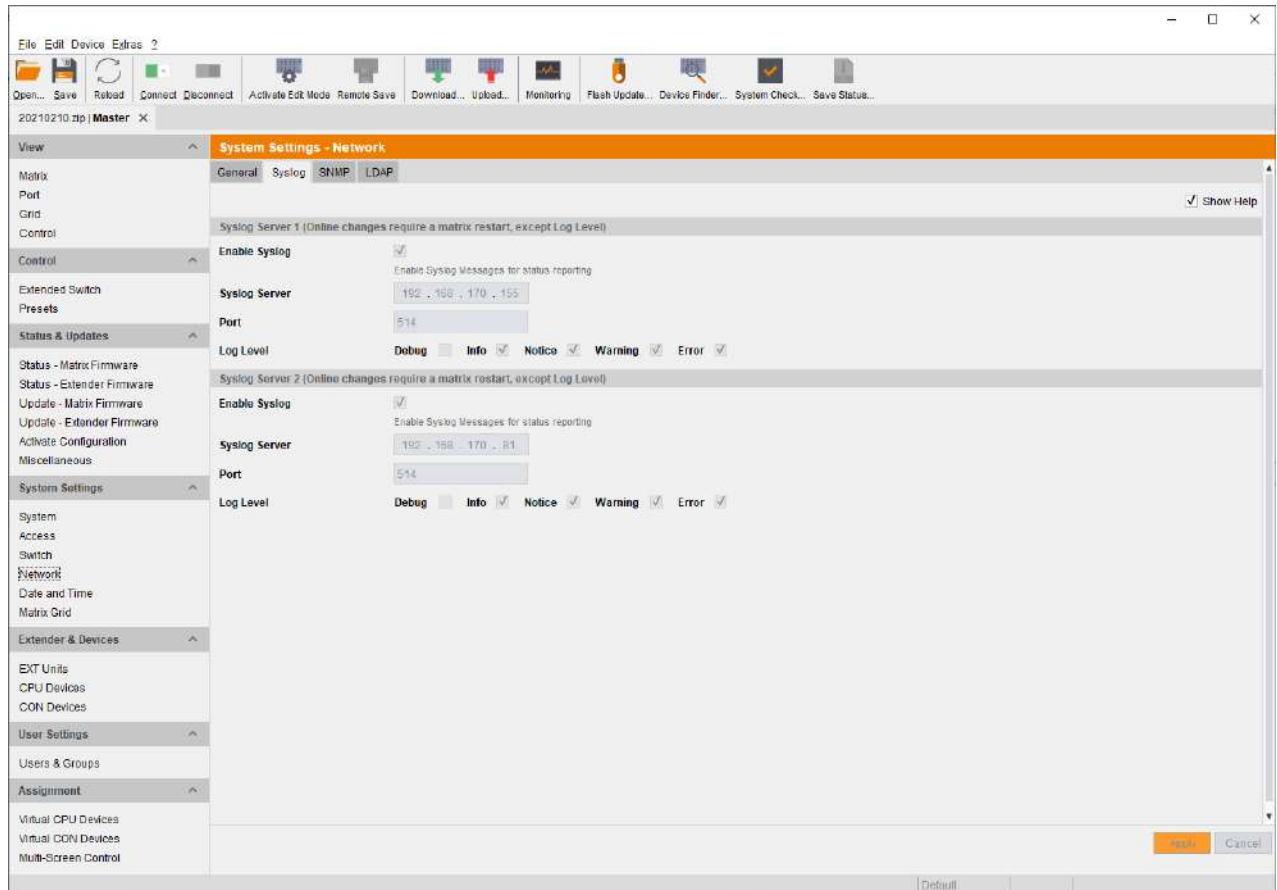 File Edit Device Extras ?
Open... Save Reload Connect Disconnect Activate Edit Mode Remote Save Download... Upload... Monitoring Flash Update... Device Finder... System Check... Save Status...
20210210.zip | Master
View
Matrix
Port
Grid
Control
Control
Extended Switch
Presets
Status & Updates
Status - Matrix Firmware
Status - Extender Firmware
Update - Matrix Firmware
Update - Extender Firmware
Activate Configuration
Miscellaneous
System Settings
System
Access
Switch
Network
Date and Time
Matrix Grid
Extender & Devices
EXT Units
CPU Devices
CON Devices
User Settings
Users & Groups
Assignment
Virtual CPU Devices
Virtual CON Devices
Multi-Screen Control
System Settings - Network
General Syslog SNMP LDAP
Show Help
Syslog Server 1 (Online changes require a matrix restart, except Log Level)
Enable Syslog
Enable Syslog Messages for status reporting
Syslog Server 192 . 168 . 170 . 155
Port 514
Log Level Debug Info Notice Warning Error
Syslog Server 2 (Online changes require a matrix restart, except Log Level)
Enable Syslog
Enable Syslog Messages for status reporting
Syslog Server 192 . 168 . 170 . 81
Port 514
Log Level Debug Info Notice Warning Error
Apply Cancel
Default